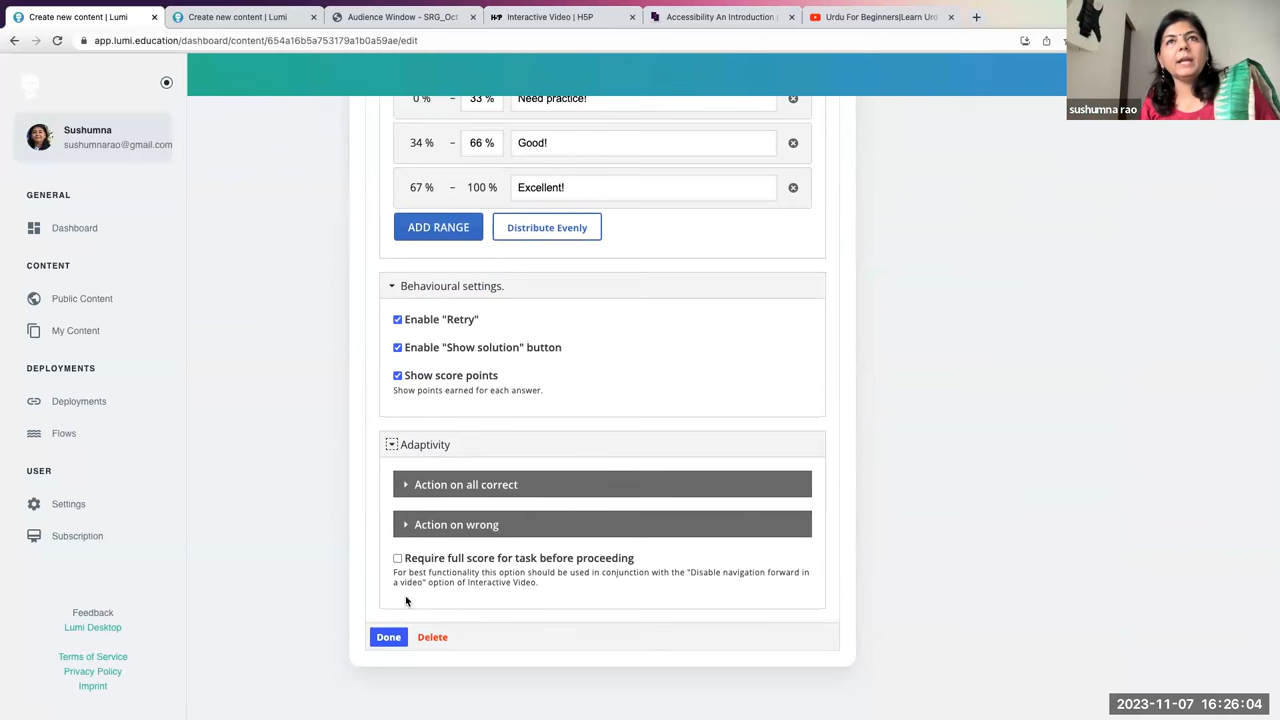 Create new content | Lumi
Create new content | Lumi
Audience Window - SRG_Oct
Interactive Video | H5P
Accessibility An Introduction |
Urdu For Beginners|Learn Urd
app.lumi.education/dashboard/content/654a16b5a753179a1b0a59ae/edit
sushumna rao
Sushumna
sushumnarao@gmail.com
GENERAL
Dashboard
CONTENT
Public Content
My Content
DEPLOYMENTS
Deployments
Flows
USER
Settings
Subscription
Feedback
Lumi Desktop
Terms of Service
Privacy Policy
Imprint
0 % – 33 % Need practice!
34 % – 66 % Good!
67 % – 100 % Excellent!
ADD RANGE Distribute Evenly
Behavioural settings.
Enable "Retry"
Enable "Show solution" button
Show score points
Show points earned for each answer.
Adaptivity
Action on all correct
Action on wrong
Require full score for task before proceeding
For best functionality this option should be used in conjunction with the "Disable navigation forward in
a video" option of Interactive Video.
Done Delete
2023-11-07 16:26:04